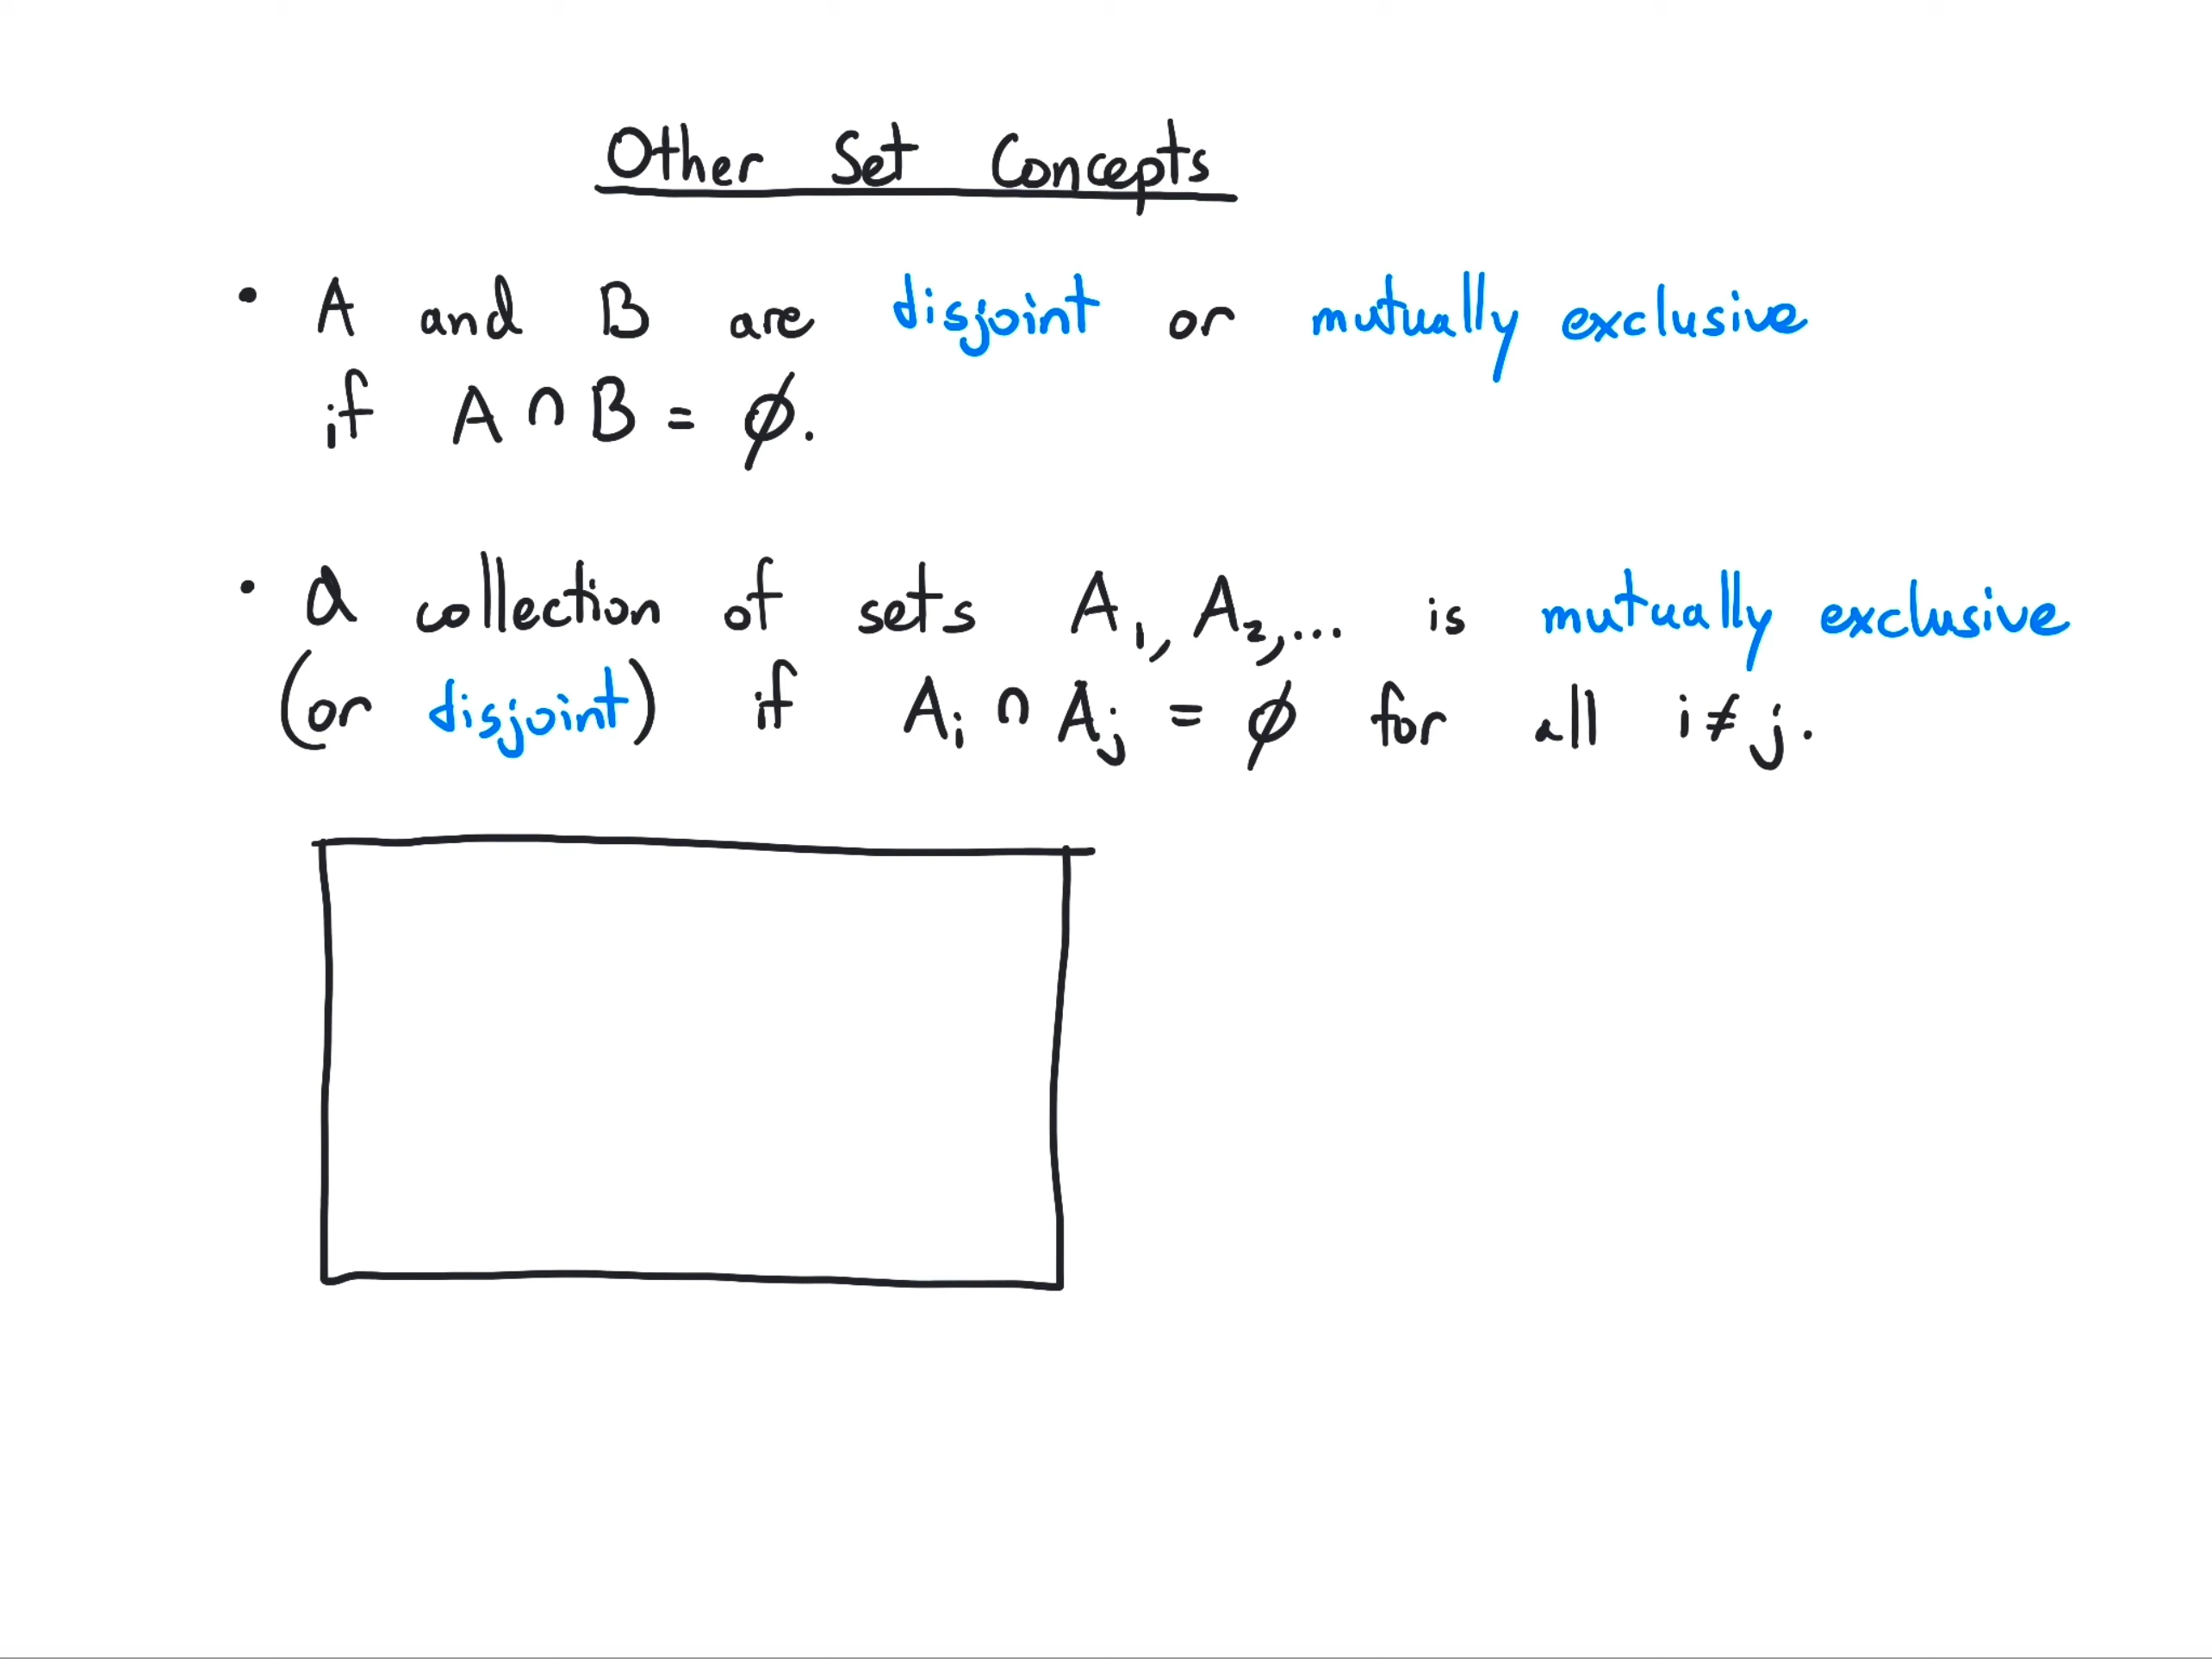 Other Set Concepts
• A and B are disjoint or mutually exclusive
if A ∩ B = ∅.
• A collection of sets A₁, A₂, ... is mutually exclusive
(or disjoint) if Aᵢ ∩ Aⱼ = ∅ for all i ≠ j.